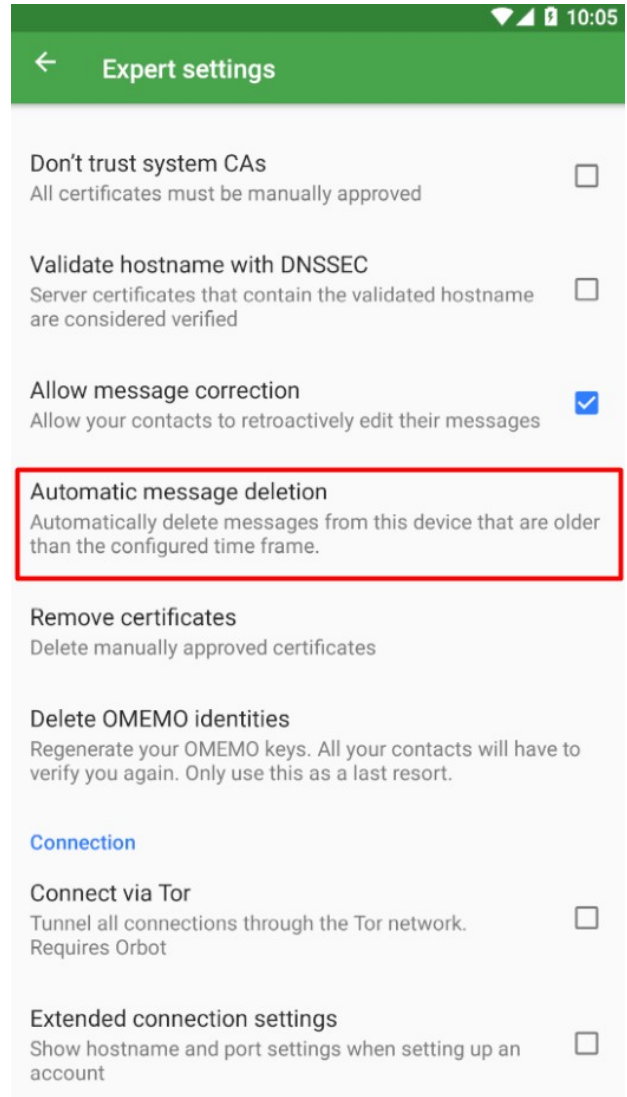 10:05
Expert settings
Don't trust system CAs
All certificates must be manually approved
Validate hostname with DNSSEC
Server certificates that contain the validated hostname
are considered verified
Allow message correction
Allow your contacts to retroactively edit their messages
Automatic message deletion
Automatically delete messages from this device that are older
than the configured time frame.
Remove certificates
Delete manually approved certificates
Delete OMEMO identities
Regenerate your OMEMO keys. All your contacts will have to
verify you again. Only use this as a last resort.
Connection
Connect via Tor
Tunnel all connections through the Tor network.
Requires Orbot
Extended connection settings
Show hostname and port settings when setting up an
account